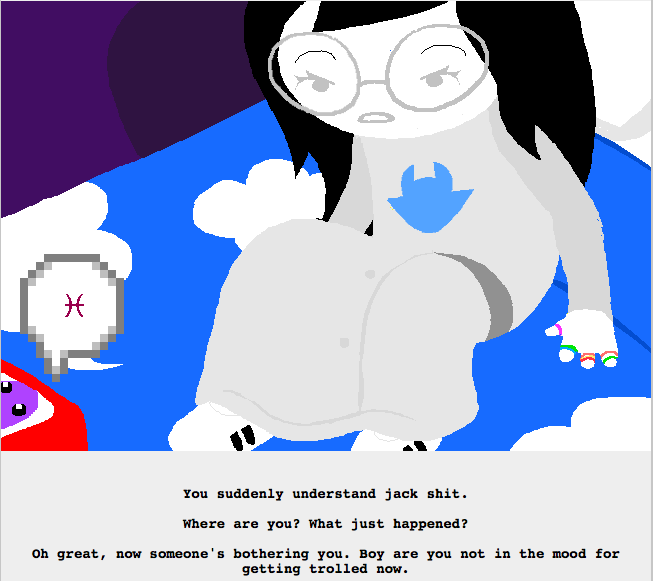 You suddenly understand jack shit.
Where are you? What just happened?
Oh great, now someone's bothering you. Boy are you not in the mood for
getting trolled now.